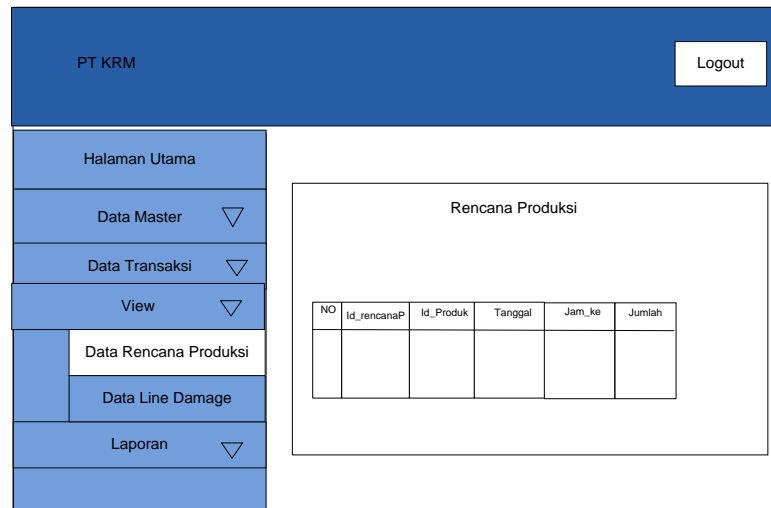 PT KRM
Logout
Halaman Utama
Data Master
Data Transaksi
View
Data Rencana Produksi
Data Line Damage
Laporan
Rencana Produksi
NO Id_rencanaP Id_Produk Tanggal Jam_ke Jumlah